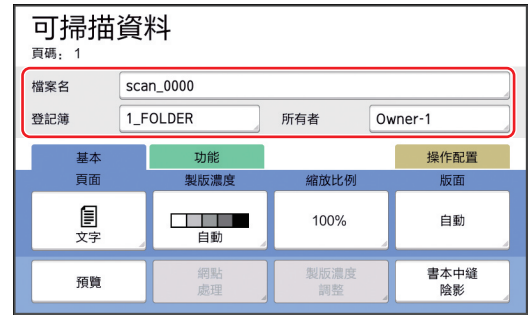 可掃描資料
頁碼：1
檔案名 scan_0000
登記簿 1_FOLDER 所有者 Owner-1
基本 功能 操作配置
頁面 製版濃度 縮放比例 版面
文字 自動 100% 自動
預覽 網點處理 製版濃度調整 書本中縫陰影